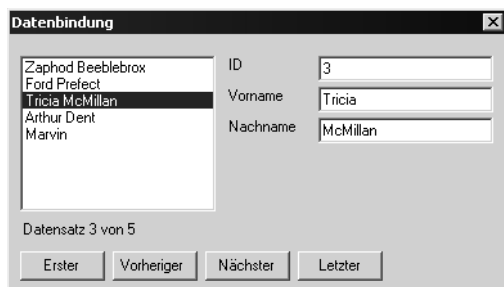 Datenbindung
Zaphod Beeblebrox
Ford Prefect
Tricia McMillan
Arthur Dent
Marvin
ID 3
Vorname Tricia
Nachname McMillan
Datensatz 3 von 5
Erster Vorheriger Nächster Letzter